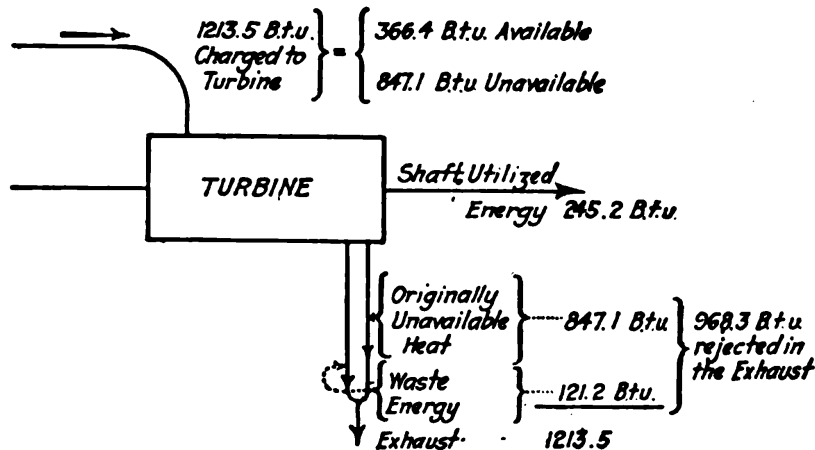 1213.5 B.t.u. Charged to Turbine = 366.4 B.t.u. Available
847.1 B.t.u Unavailable
TURBINE
Shaft Utilized
Energy 245.2 B.t.u.
Originally
Unavailable
Heat
847.1 B.t.u
968.3 B.t.u.
rejected in
the Exhaust
Waste
Energy
121.2 B.t.u.
Exhaust
1213.5